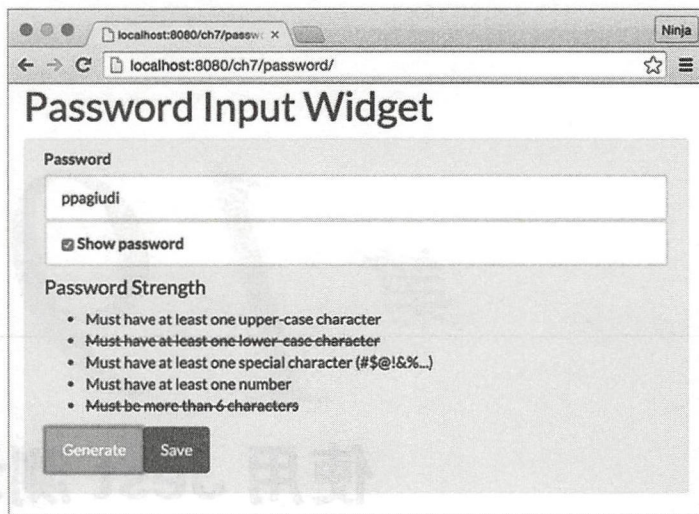 localhost:8080/ch7/passwo
Ninja
localhost:8080/ch7/password/
Password Input Widget
Password
ppagiudi
Show password
Password Strength
Must have at least one upper-case character
Must have at least one lower-case character
Must have at least one special character (#$@!&%...)
Must have at least one number
Must be more than 6 characters
Generate
Save